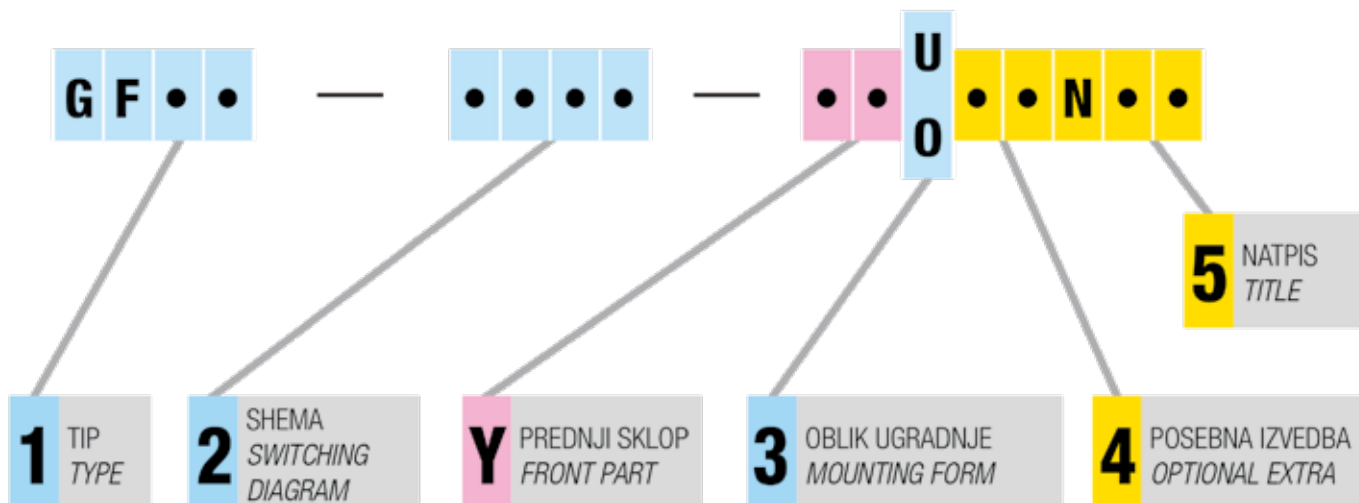 GF•• — •••• — ••U••N••
O
5 NATPIS
TITLE
1 TIP
TYPE
2 SHEMA
SWITCHING
DIAGRAM
Y PREDNJI SKLOP
FRONT PART
3 OBLIK UGRADNJE
MOUNTING FORM
4 POSEBNA IZVEDBA
OPTIONAL EXTRA